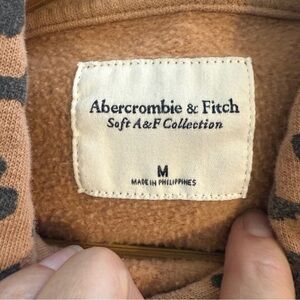 Abercrombie & Fitch
Soft A&F Collection
M
MADE IN PHILIPPINES